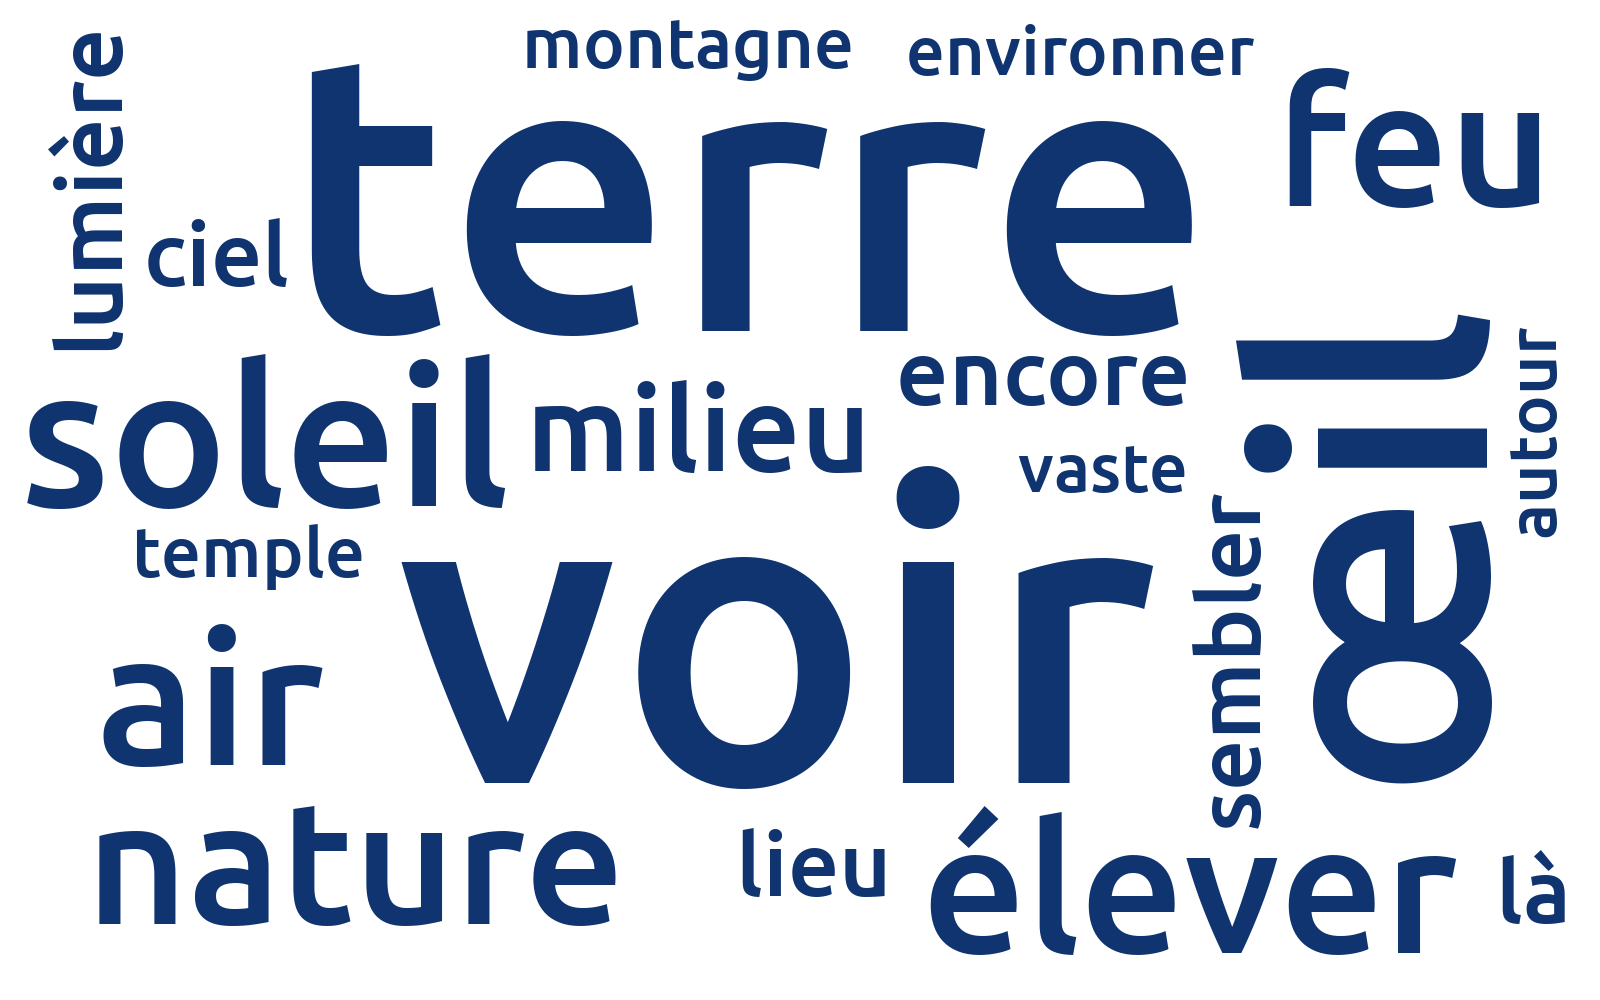 montagne
environner
lumière
terre
feu
ciel
soleil
milieu
encore
œil
autour
vaste
temple
voir
sembler
air
nature
lieu
élever
là